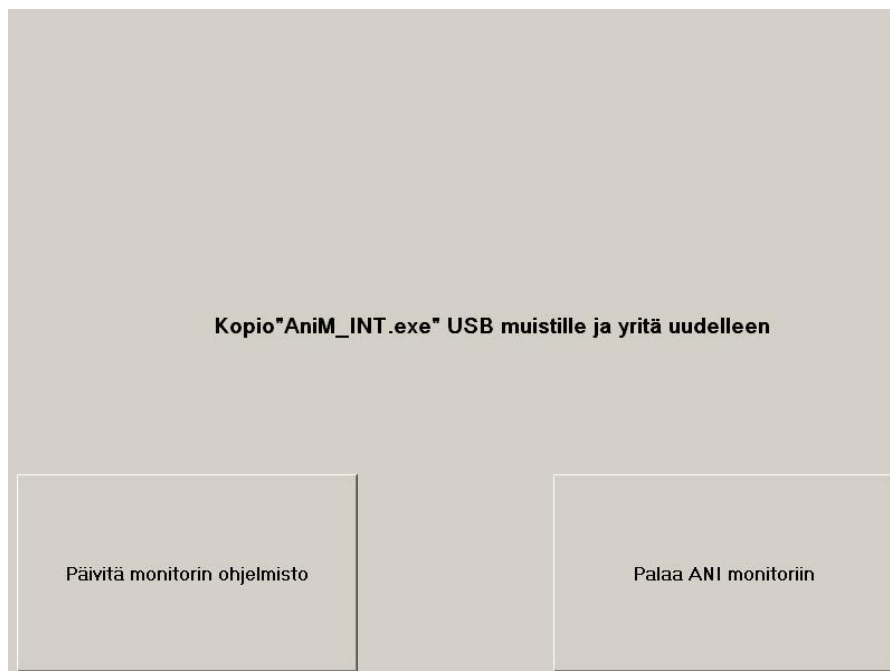 Kopio"AniM_INT.exe" USB muistille ja yritä uudelleen
Päivitä monitorin ohjelmisto
Palaa ANI monitoriin